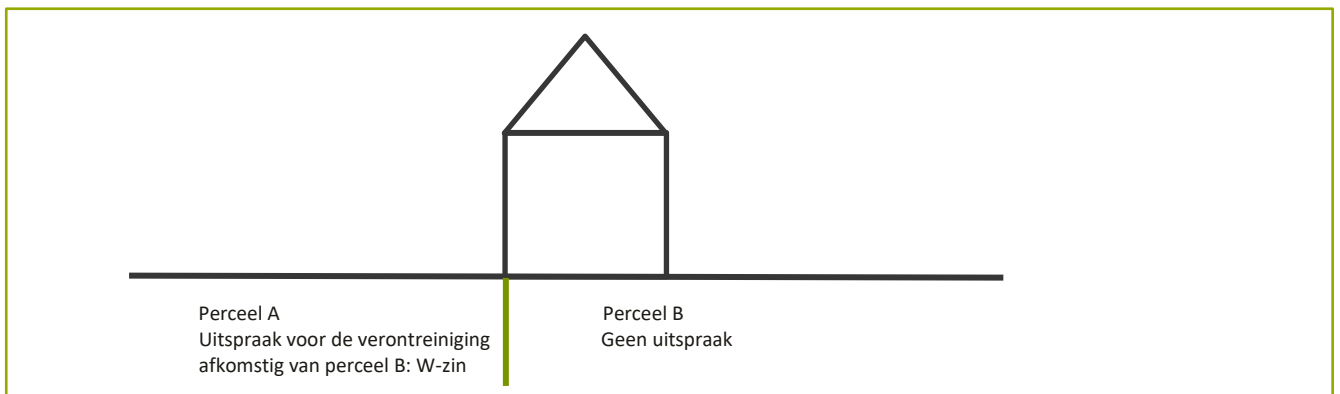 Perceel A
Uitspraak voor de verontreiniging
afkomstig van perceel B: W-zin
Perceel B
Geen uitspraak